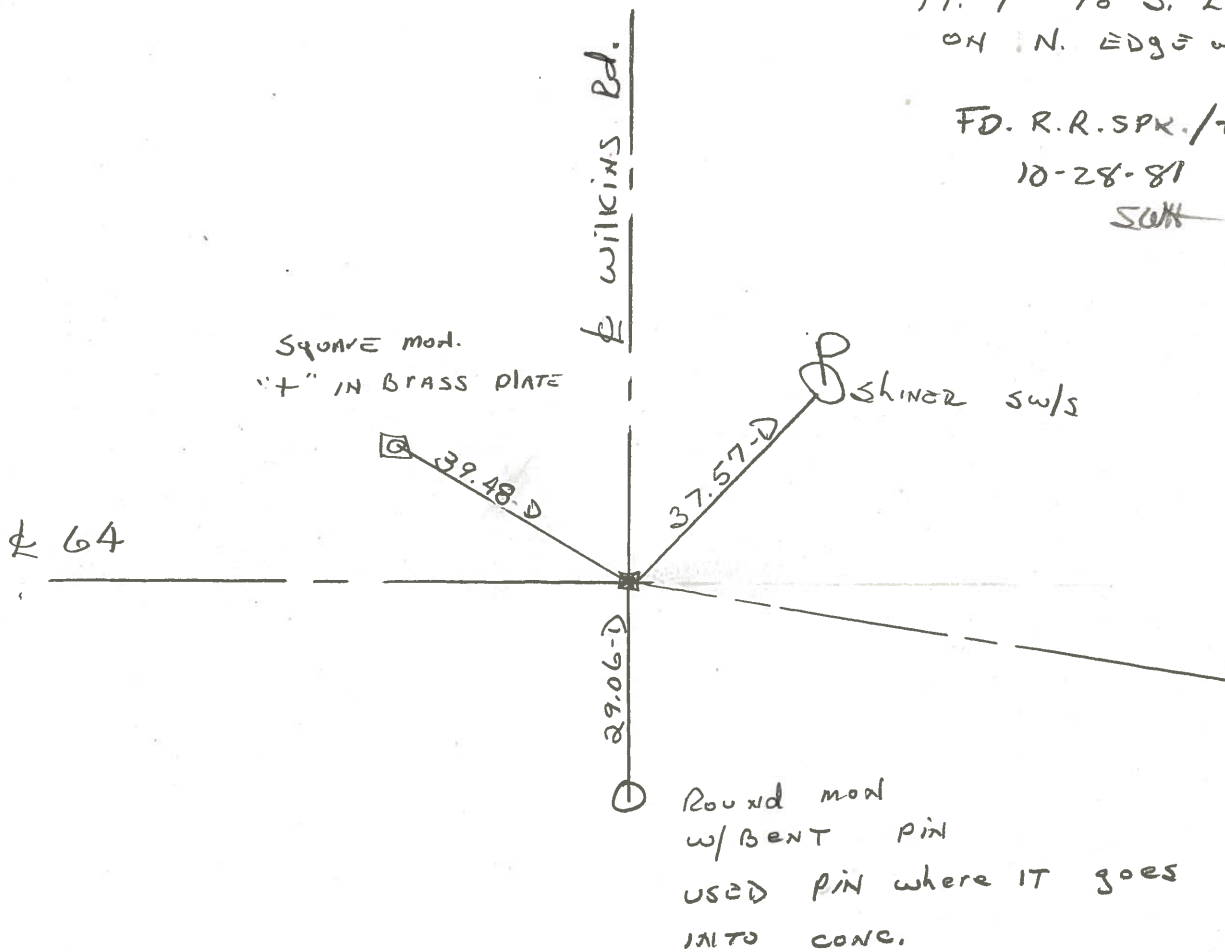 ON N. EDGE
FD. R.R. SPK./
10-28-81
℄ Wilkins Rd.
SQUARE MON.
"+" IN BRASS PLATE
SHINER SW/S
39.48-D
37.57-D
℄ 64
29.06-D
Round mon
w/ BENT PIN
USED PIN where IT goes
INTO CONC.